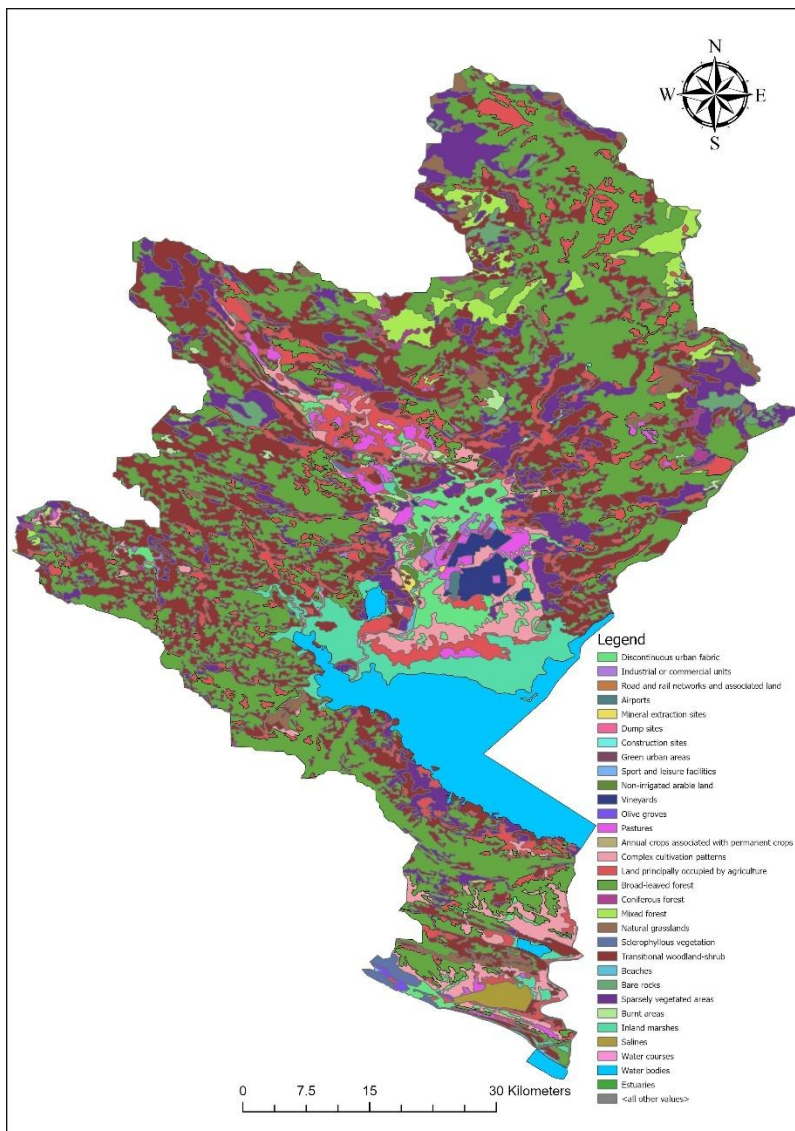 N
W E
S
Legend
Discontinuous urban fabric
Industrial or commercial units
Road and rail networks and associated land
Airports
Mineral extraction sites
Dump sites
Construction sites
Green urban areas
Sport and leisure facilities
Non-irrigated arable land
Vineyards
Olive groves
Pastures
Annual crops associated with permanent crops
Complex cultivation patterns
Land principally occupied by agriculture
Broad-leaved forest
Coniferous forest
Mixed forest
Natural grasslands
Sclerophyllous vegetation
Transitional woodland-shrub
Beaches
Bare rocks
Sparsely vegetated areas
Burnt areas
Inland marshes
Salines
Water courses
Water bodies
Estuaries
<all other values>
0 7.5 15 30 Kilometers